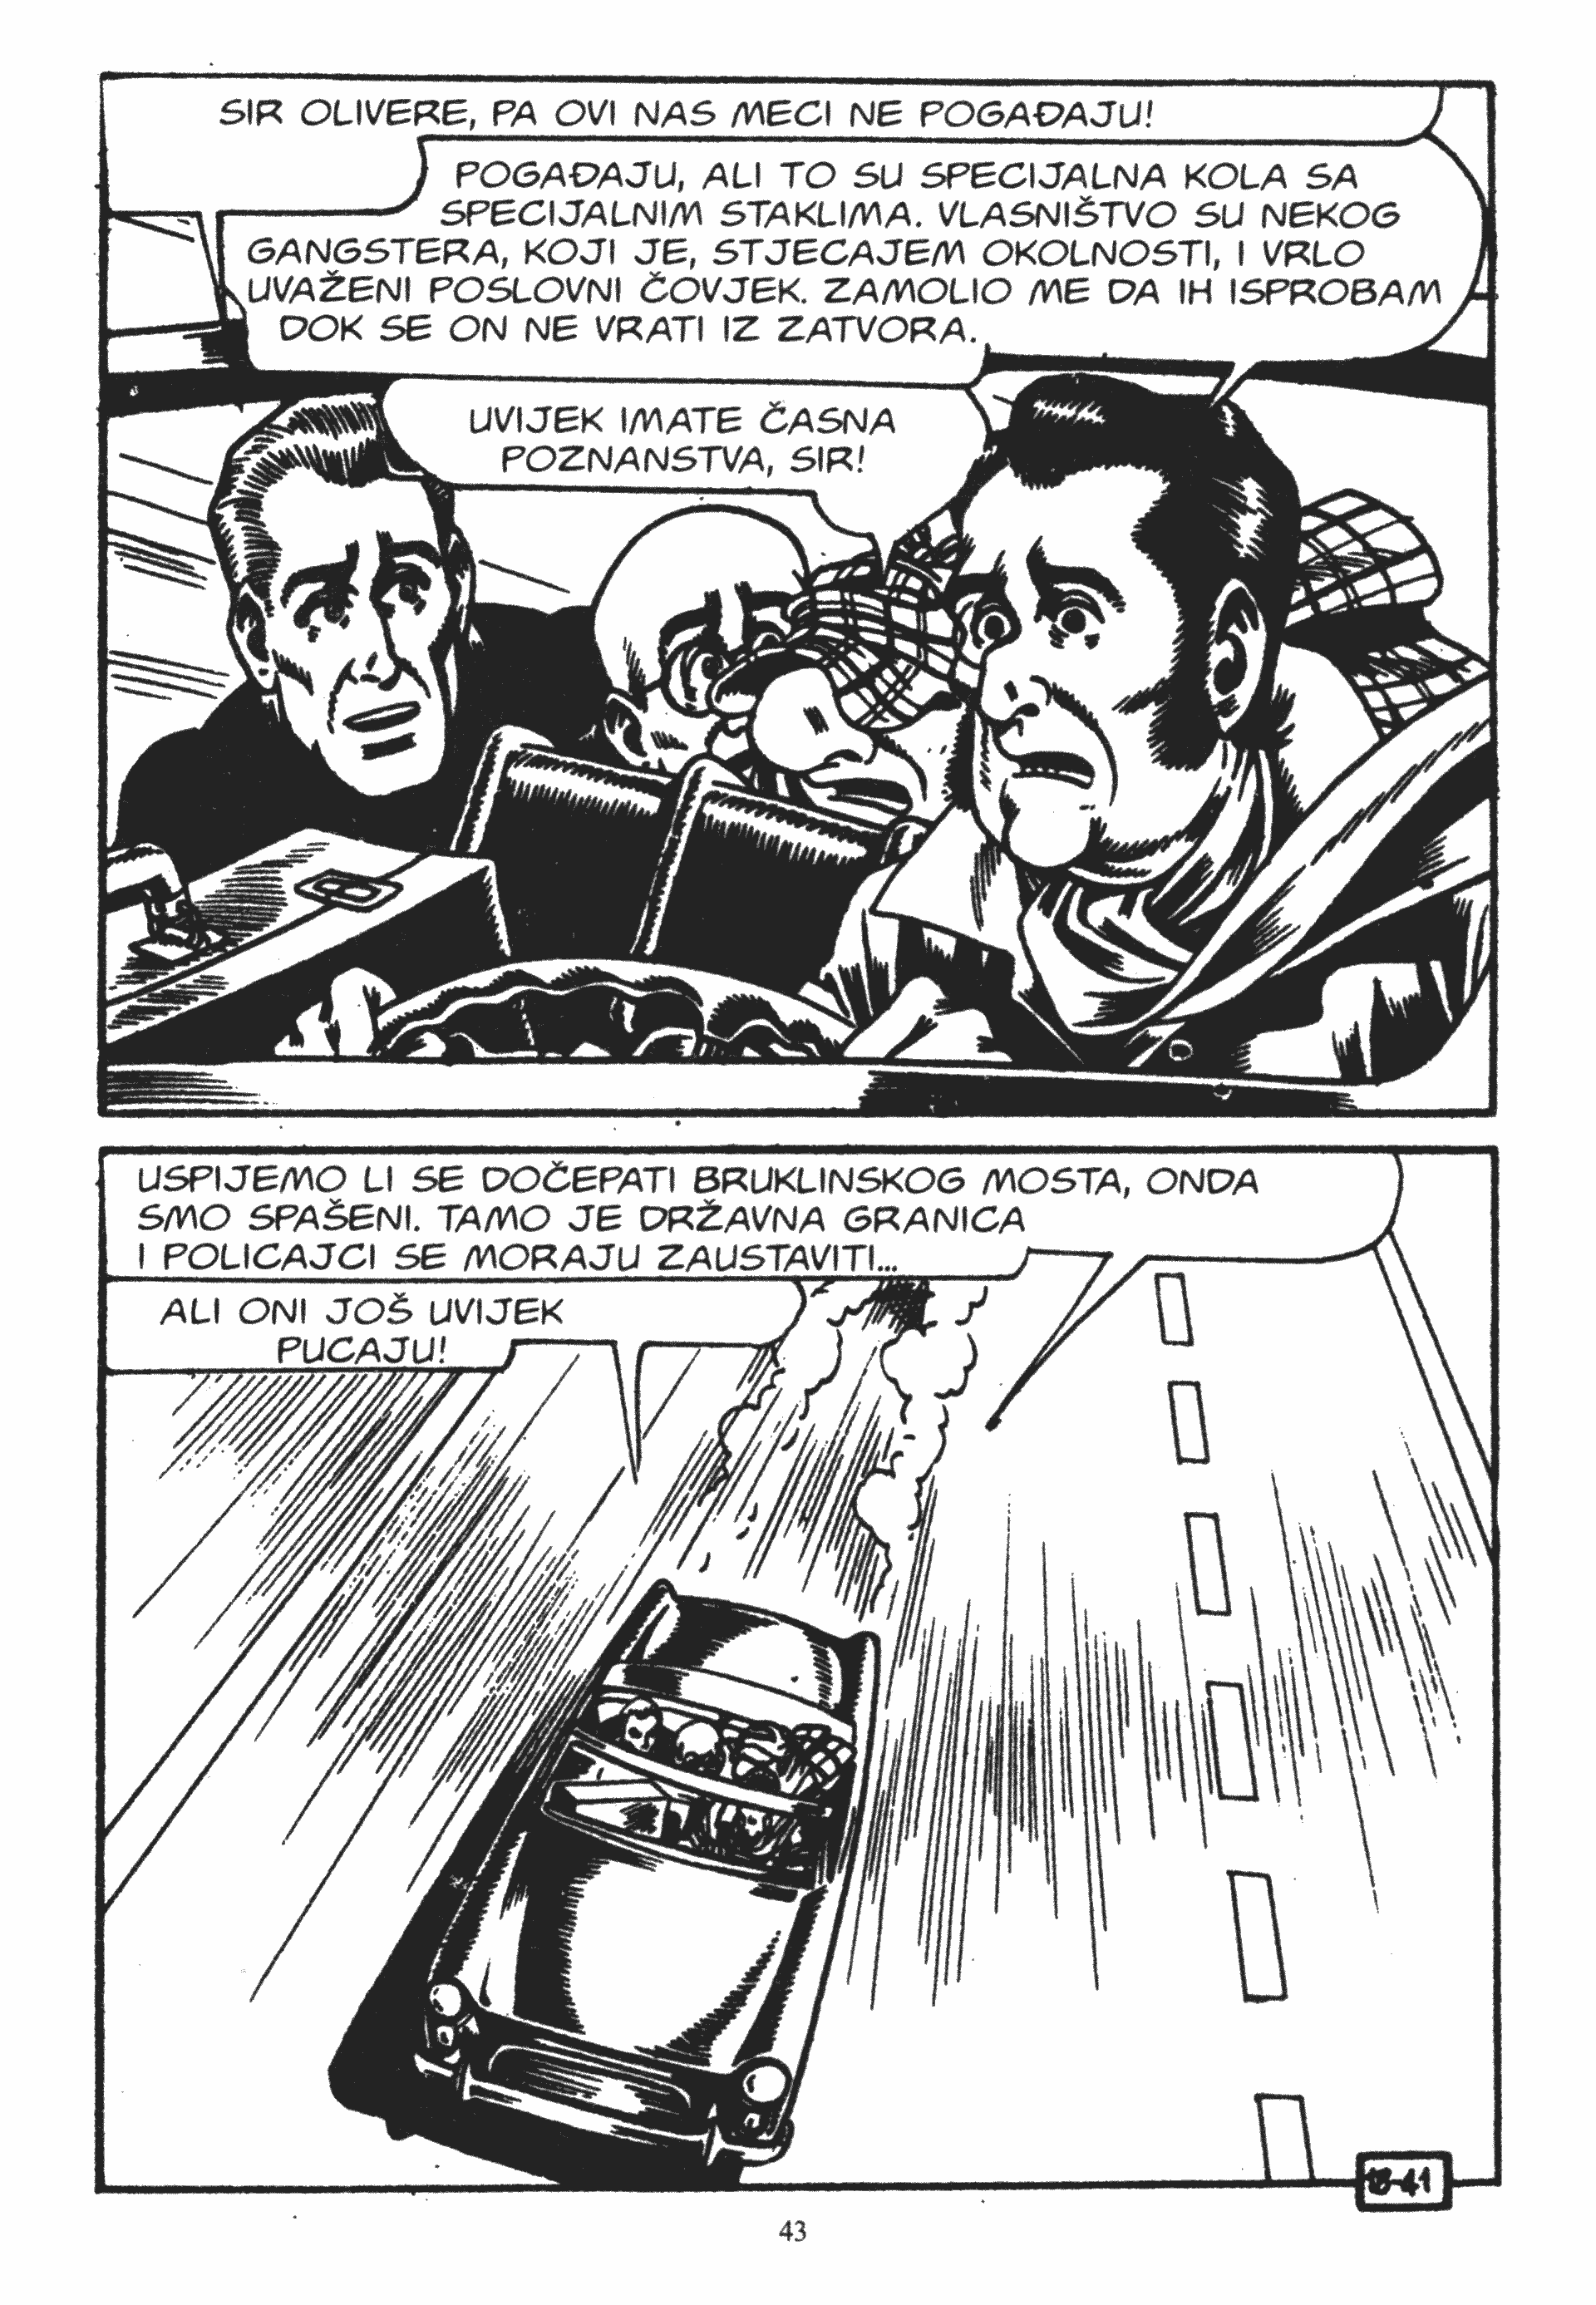 SIR OLIVERE, PA OVI NAS MECI NE POGAĐAJU!
POGAĐAJU, ALI TO SU SPECIJALNA KOLA SA
SPECIJALNIM STAKLIMA. VLASNIŠTVO SU NEKOG
GANGSTERA, KOJI JE, STJECAJEM OKOLNOSTI, I VRLO
UVAŽENI POSLOVNI ČOVJEK. ZAMOLIO ME DA IH ISPROBAM
DOK SE ON NE VRATI IZ ZATVORA.
UVIJEK IMATE ČASNA
POZNANSTVA, SIR!
USPIJEMO LI SE DOČEPATI BRUKLINSKOG MOSTA, ONDA
SMO SPAŠENI. TAMO JE DRŽAVNA GRANICA
I POLICAJCI SE MORAJU ZAUSTAVITI...
ALI ONI JOŠ UVIJEK
PUCAJU!
18-41
43